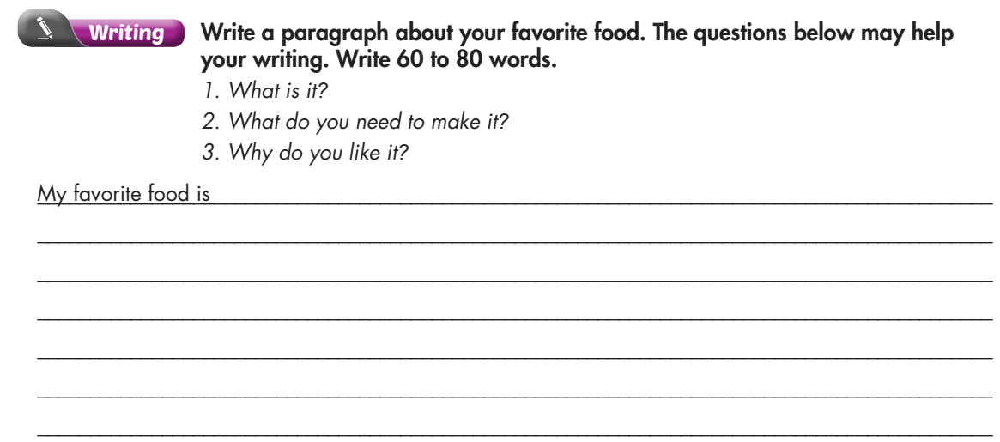 Writing
Write a paragraph about your favorite food. The questions below may help
your writing. Write 60 to 80 words.
1. What is it?
2. What do you need to make it?
3. Why do you like it?
My favorite food is